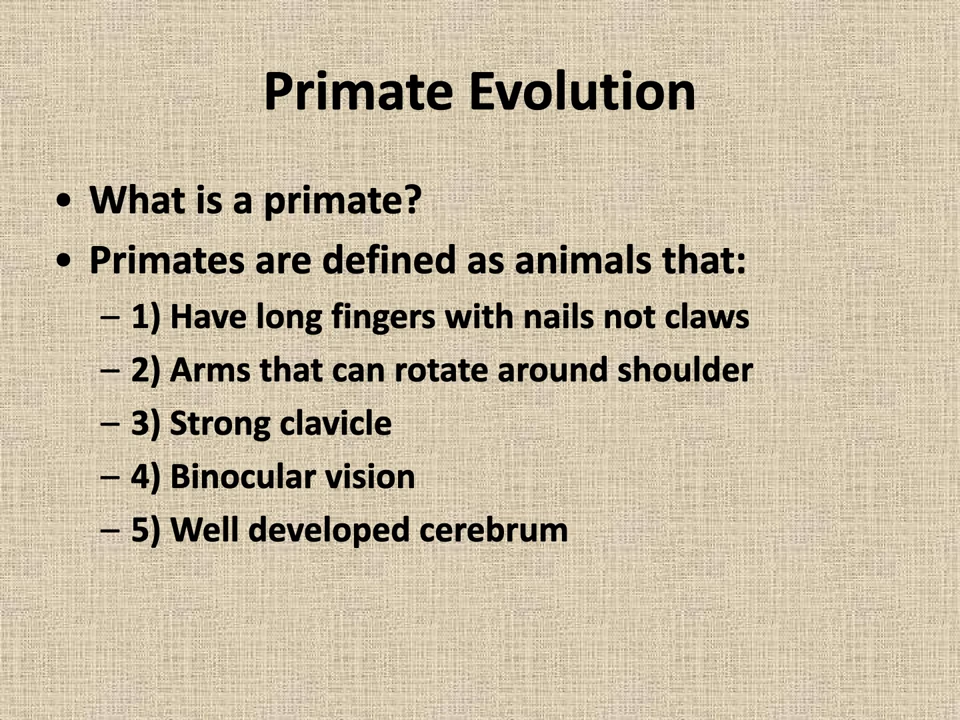 Primate Evolution
• What is a primate?
• Primates are defined as animals that:
– 1) Have long fingers with nails not claws
– 2) Arms that can rotate around shoulder
– 3) Strong clavicle
– 4) Binocular vision
– 5) Well developed cerebrum